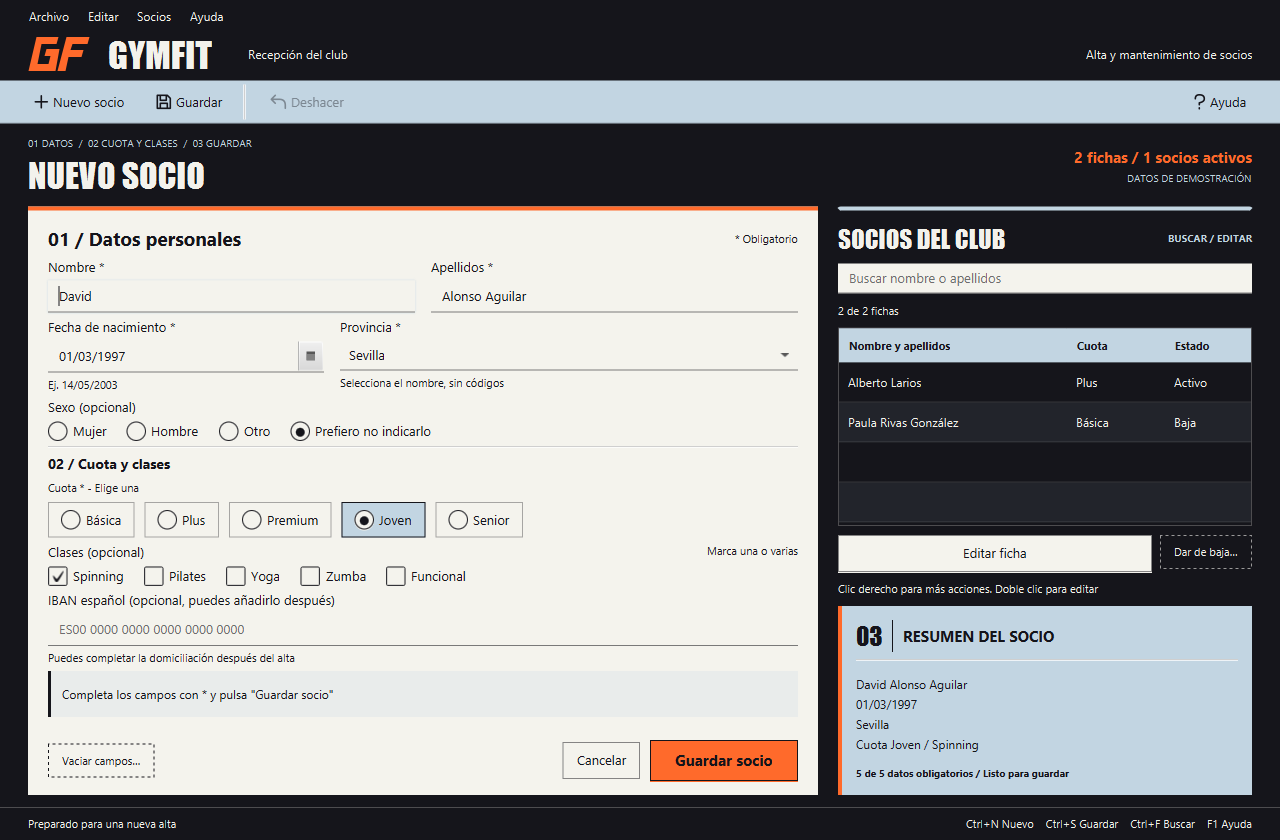 Archivo Editar Socios Ayuda
GF GYMFIT Recepción del club Alta y mantenimiento de socios
Nuevo socio Guardar Deshacer ? Ayuda
01 DATOS / 02 CUOTA Y CLASES / 03 GUARDAR
NUEVO SOCIO
2 fichas / 1 socios activos
DATOS DE DEMOSTRACIÓN
01 / Datos personales
* Obligatorio
Nombre * Apellidos *
David Alonso Aguilar
Fecha de nacimiento * Provincia *
01/03/1997 Sevilla
Ej. 14/05/2003 Selecciona el nombre, sin códigos
Sexo (opcional)
Mujer Hombre Otro Prefiero no indicarlo
02 / Cuota y clases
Cuota * - Elige una
Básica Plus Premium Joven Senior
Clases (opcional) Marca una o varias
Spinning Pilates Yoga Zumba Funcional
IBAN español (opcional, puedes añadirlo después)
ES00 0000 0000 0000 0000 0000
Puedes completar la domiciliación después del alta
Completa los campos con * y pulsa "Guardar socio"
Vaciar campos... Cancelar Guardar socio
SOCIOS DEL CLUB BUSCAR / EDITAR
Buscar nombre o apellidos
2 de 2 fichas
Nombre y apellidos Cuota Estado
Alberto Larios Plus Activo
Paula Rivas González Básica Baja
Editar ficha Dar de baja...
Clic derecho para más acciones. Doble clic para editar
03 RESUMEN DEL SOCIO
David Alonso Aguilar
01/03/1997
Sevilla
Cuota Joven / Spinning
5 de 5 datos obligatorios / Listo para guardar
Preparado para una nueva alta Ctrl+N Nuevo Ctrl+S Guardar Ctrl+F Buscar F1 Ayuda